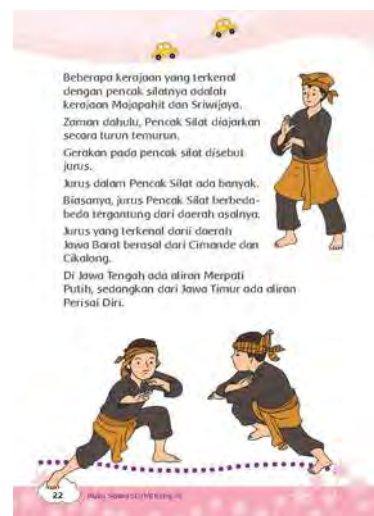 Beberapa kerajaan yang terkenal
dengan pencak silatnya adalah
kerajaan Majapahit dan Sriwijaya.
Zaman dahulu, Pencak Silat diajarkan
secara turun temurun.
Gerakan pada pencak silat disebut
jurus.
Jurus dalam Pencak Silat ada banyak.
Biasanya, jurus Pencak Silat berbeda-
beda tergantung dari daerah asalnya.
Jurus yang terkenal darii daerah
Jawa Barat berasal dari Cimande dan
Cikalong.
Di Jawa Tengah ada aliran Merpati
Putih, sedangkan dari Jawa Timur ada aliran
Perisai Diri.
22